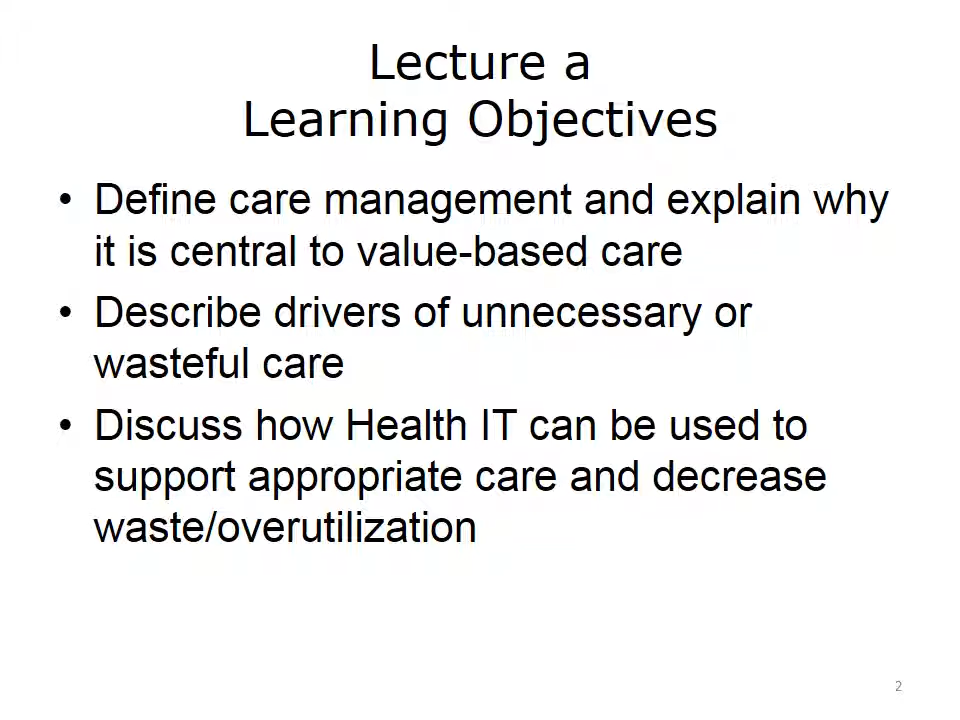 Lecture a
Learning Objectives
• Define care management and explain why
it is central to value-based care
• Describe drivers of unnecessary or
wasteful care
• Discuss how Health IT can be used to
support appropriate care and decrease
waste/overutilization
2